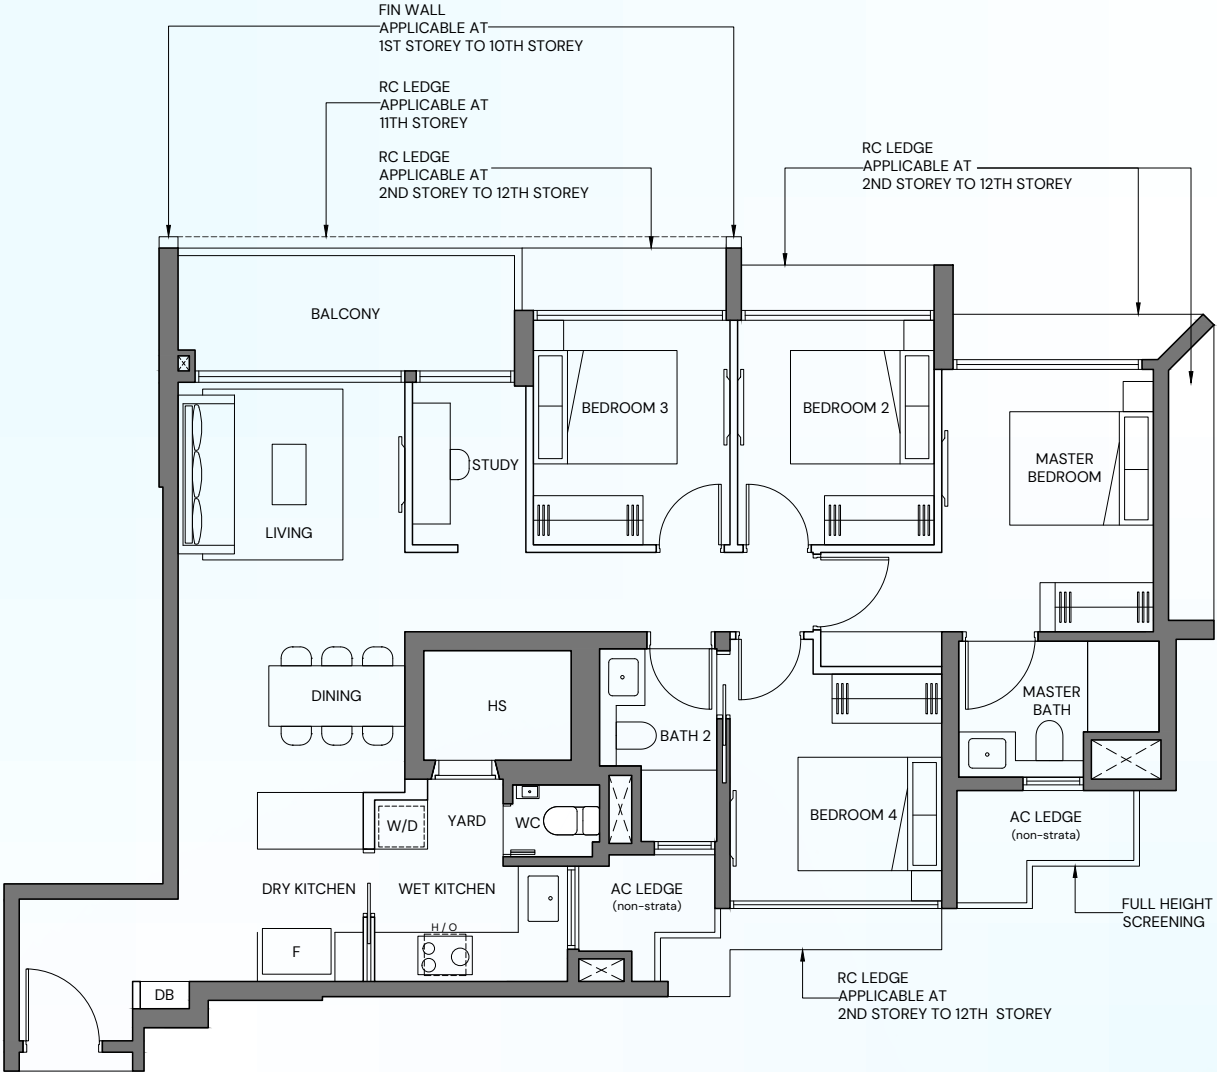 FIN WALL
APPLICABLE AT
1ST STOREY TO 10TH STOREY
RC LEDGE
APPLICABLE AT
11TH STOREY
RC LEDGE
APPLICABLE AT
2ND STOREY TO 12TH STOREY
RC LEDGE
APPLICABLE AT
2ND STOREY TO 12TH STOREY
BALCONY
BEDROOM 3
BEDROOM 2
MASTER
BEDROOM
STUDY
LIVING
DINING
HS
BATH 2
MASTER
BATH
W/D
YARD
WC
BEDROOM 4
AC LEDGE
(non-strata)
DRY KITCHEN
WET KITCHEN
AC LEDGE
(non-strata)
FULL HEIGHT
SCREENING
H/O
F
DB
RC LEDGE
APPLICABLE AT
2ND STOREY TO 12TH STOREY